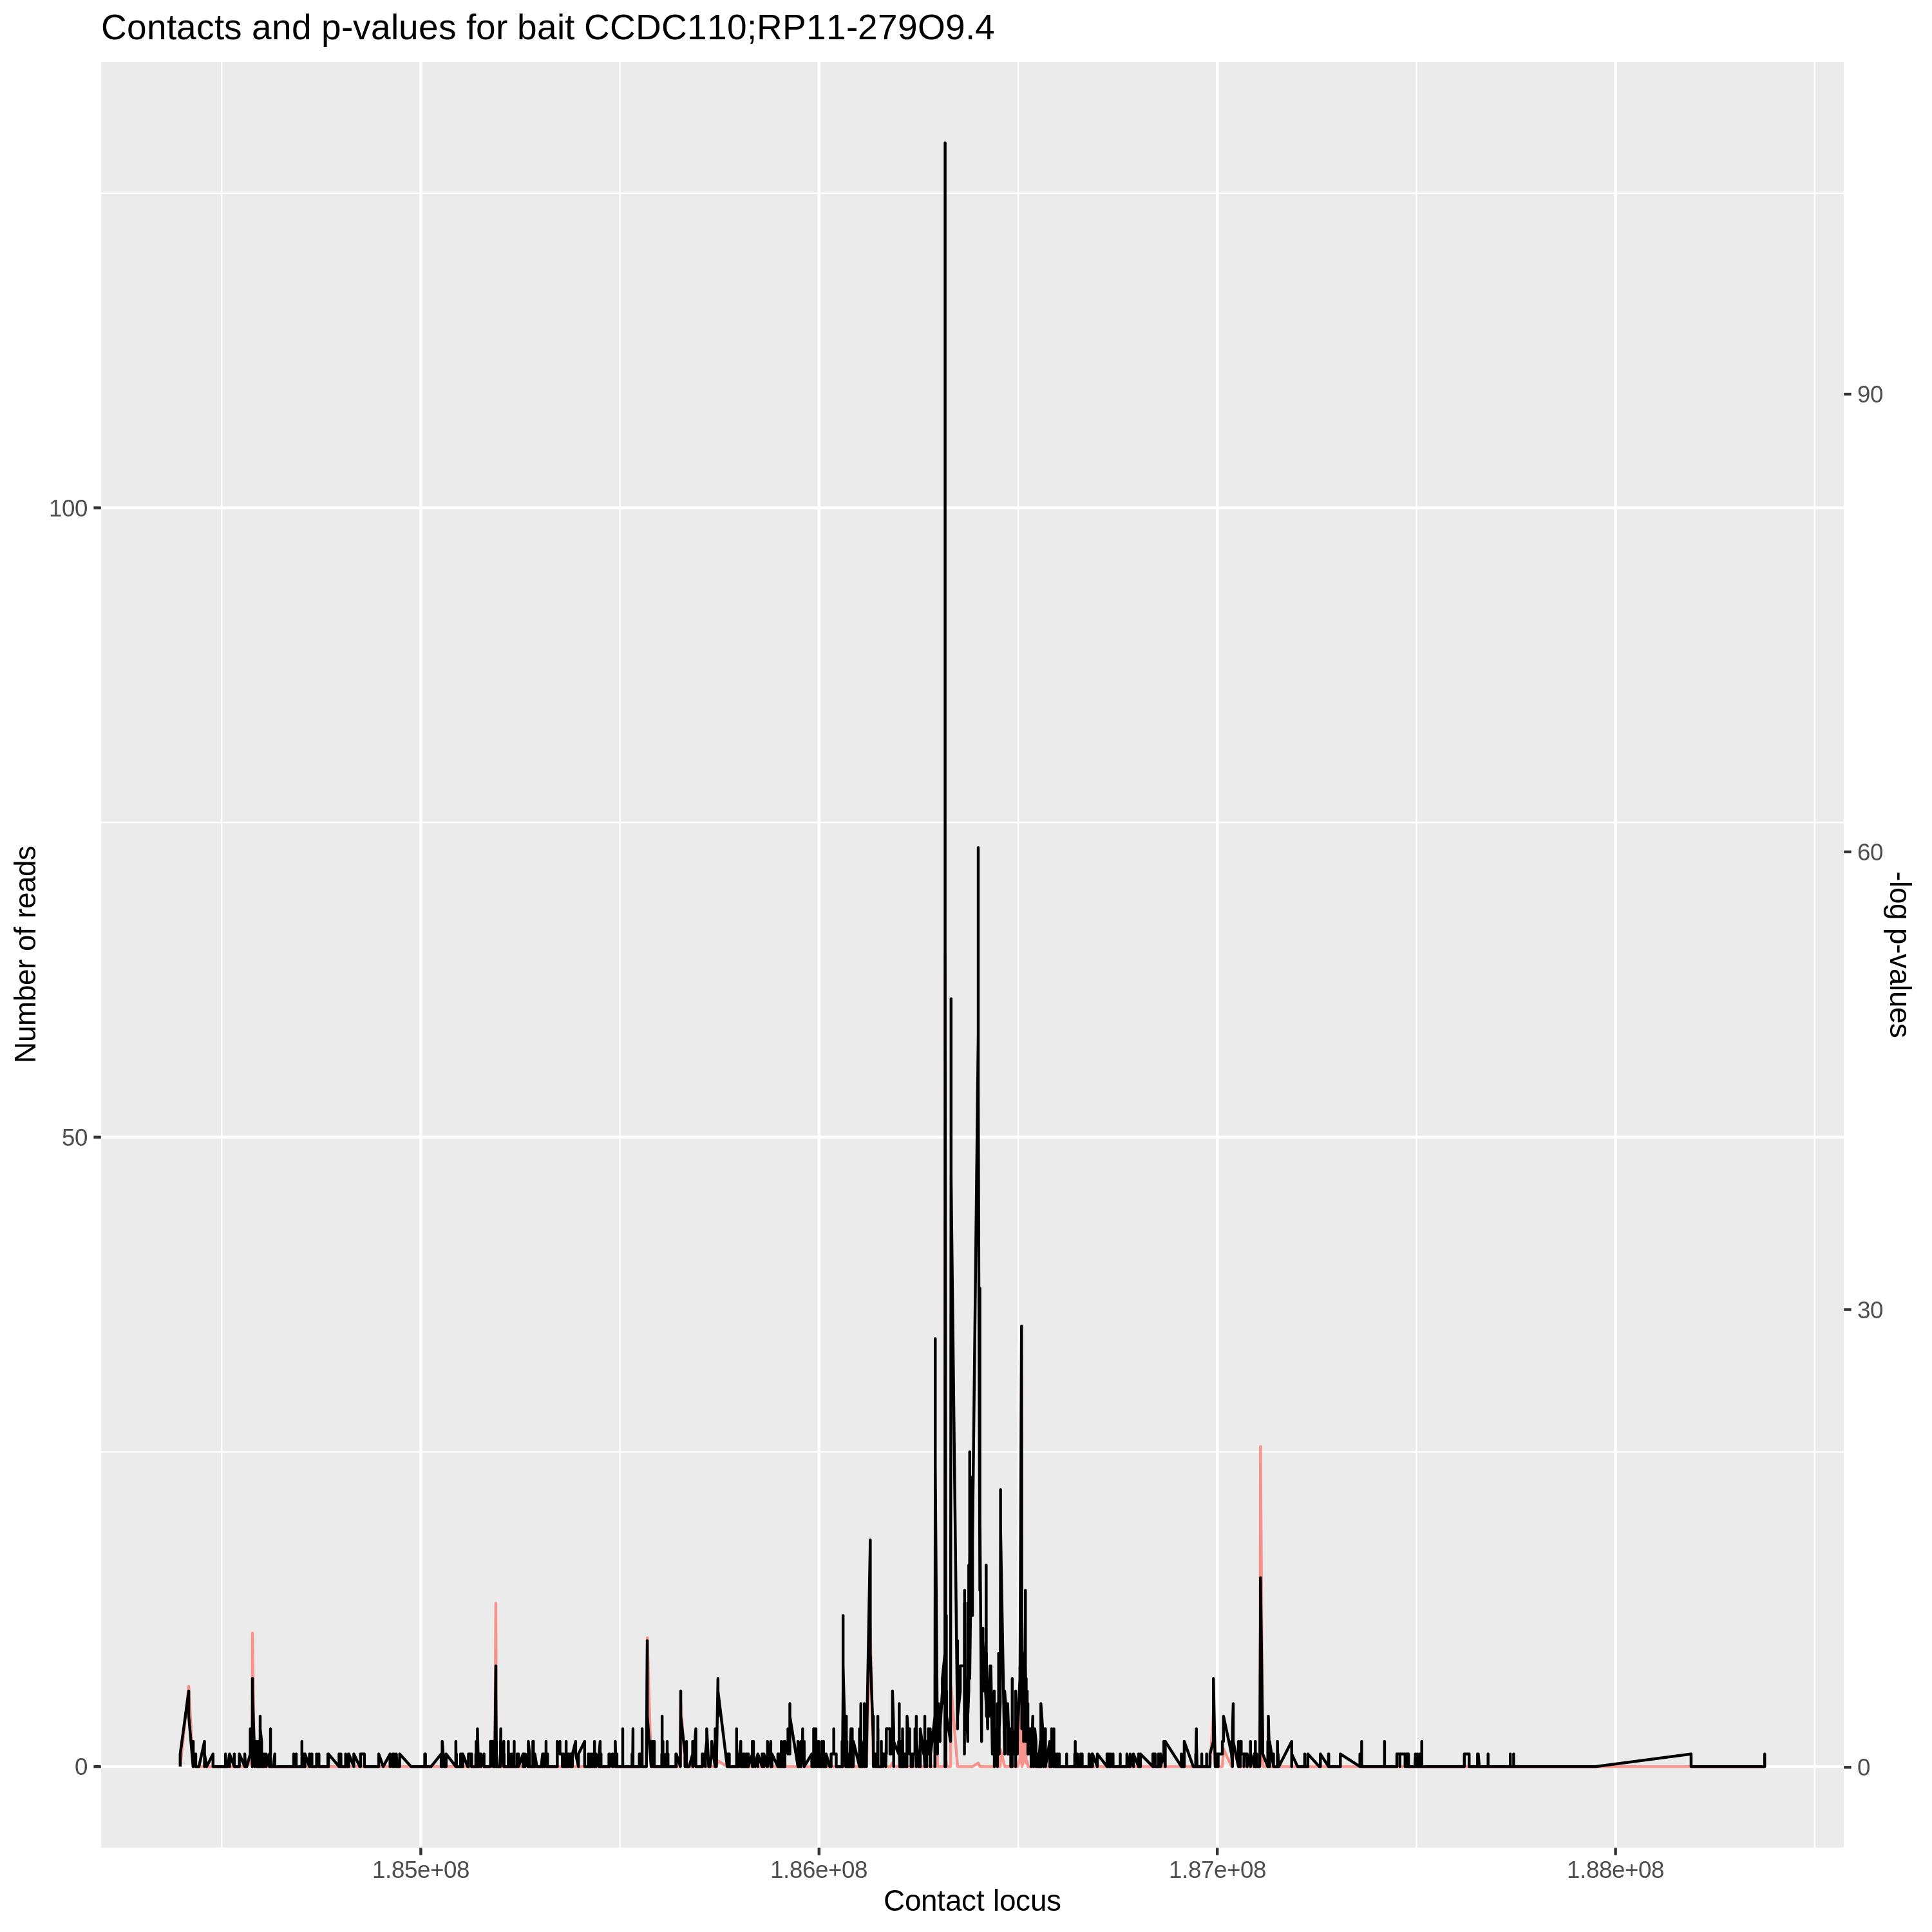 Contacts and p-values for bait CCDC110;RP11-279O9.4
Number of reads
100
50
0
90
60
30
0
-log p-values
1.85e+08 1.86e+08 1.87e+08 1.88e+08
Contact locus